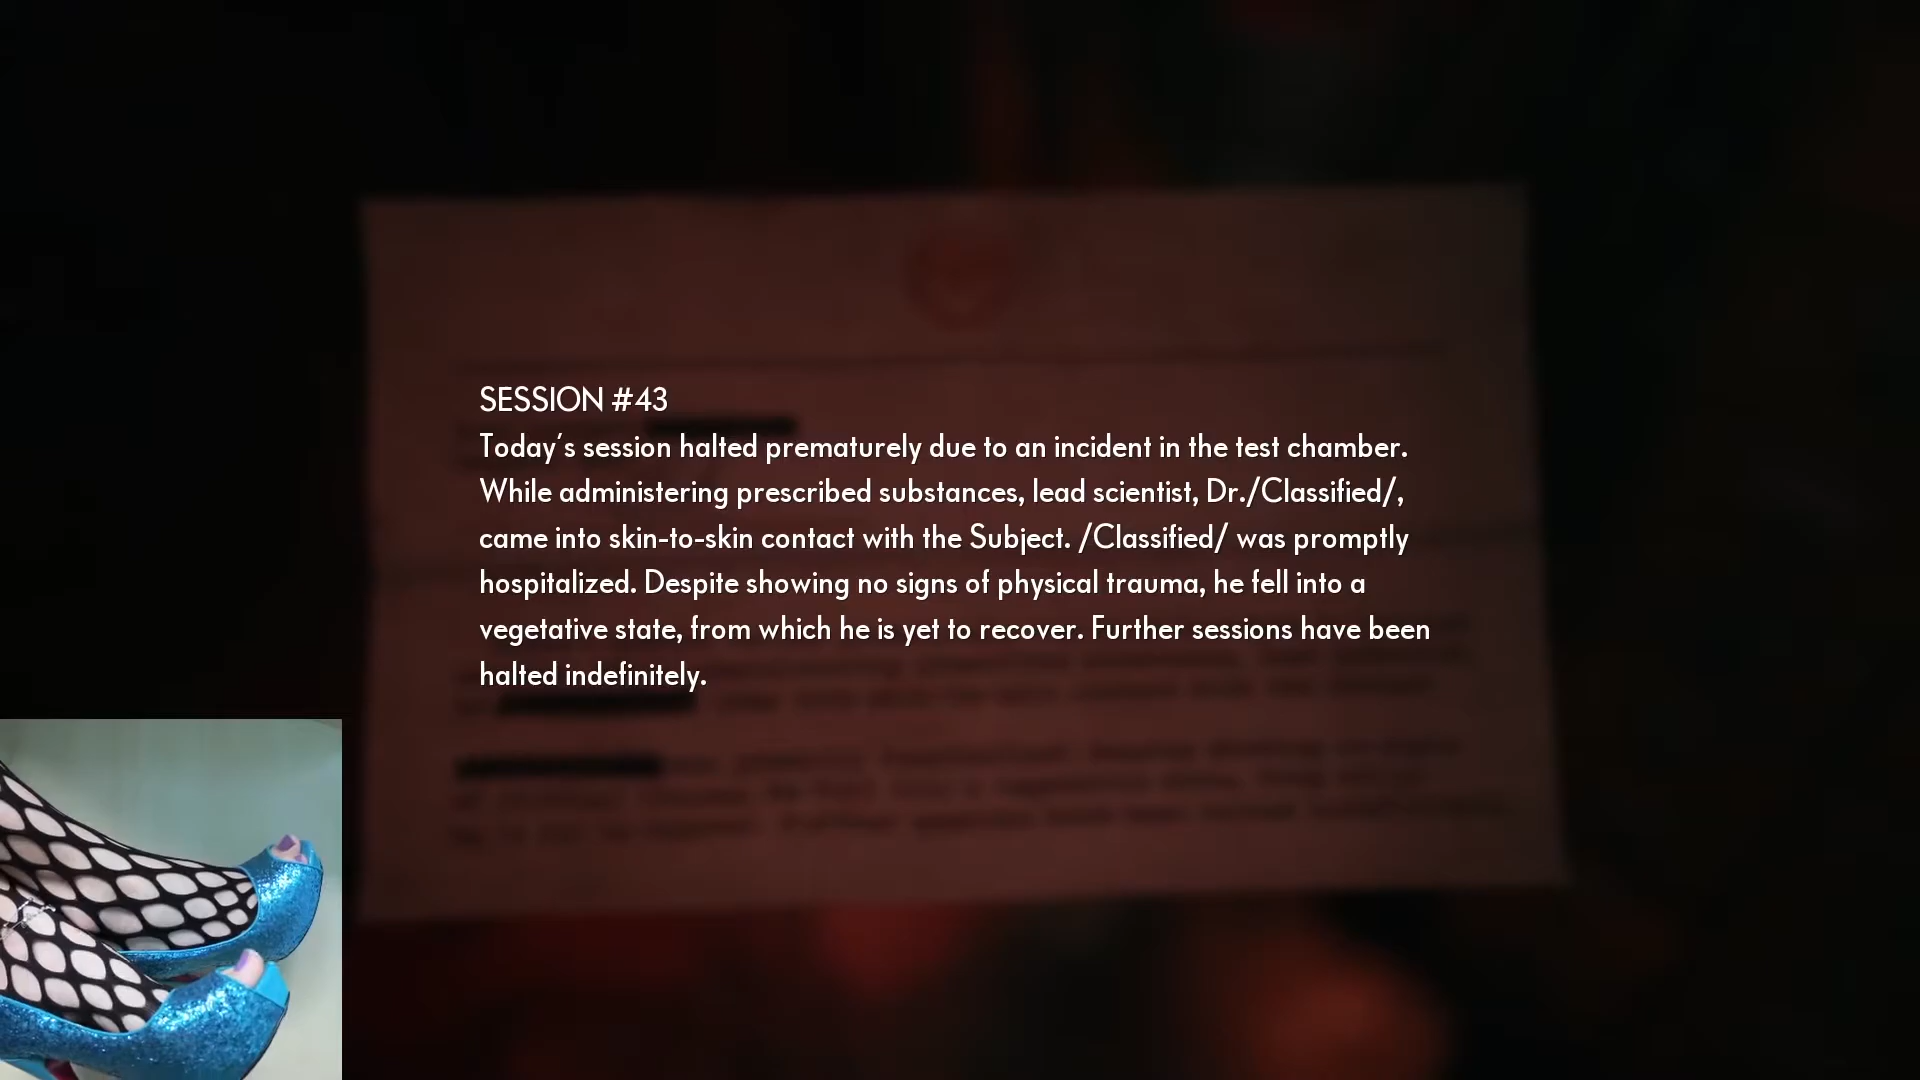 SESSION #43
Today's session halted prematurely due to an incident in the test chamber.
While administering prescribed substances, lead scientist, Dr./Classified/,
came into skin-to-skin contact with the Subject. /Classified/ was promptly
hospitalized. Despite showing no signs of physical trauma, he fell into a
vegetative state, from which he is yet to recover. Further sessions have been
halted indefinitely.